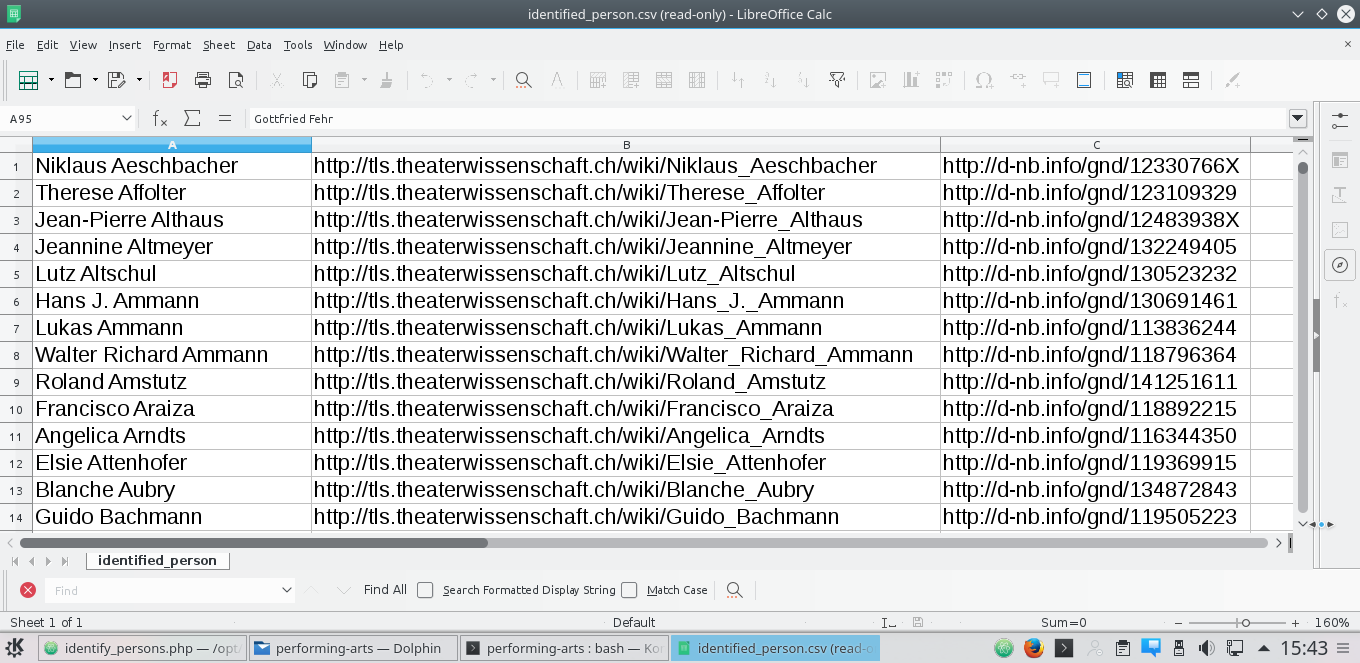 identified_person.csv (read-only) - LibreOffice Calc
File Edit View Insert Format Sheet Data Tools Window Help
A95 Gottfried Fehr
A B C
1 Niklaus Aeschbacher http://tls.theaterwissenschaft.ch/wiki/Niklaus_Aeschbacher http://d-nb.info/gnd/12330766X
2 Therese Affolter http://tls.theaterwissenschaft.ch/wiki/Therese_Affolter http://d-nb.info/gnd/123109329
3 Jean-Pierre Althaus http://tls.theaterwissenschaft.ch/wiki/Jean-Pierre_Althaus http://d-nb.info/gnd/12483938X
4 Jeannine Altmeyer http://tls.theaterwissenschaft.ch/wiki/Jeannine_Altmeyer http://d-nb.info/gnd/132249405
5 Lutz Altschul http://tls.theaterwissenschaft.ch/wiki/Lutz_Altschul http://d-nb.info/gnd/130523232
6 Hans J. Ammann http://tls.theaterwissenschaft.ch/wiki/Hans_J._Ammann http://d-nb.info/gnd/130691461
7 Lukas Ammann http://tls.theaterwissenschaft.ch/wiki/Lukas_Ammann http://d-nb.info/gnd/113836244
8 Walter Richard Ammann http://tls.theaterwissenschaft.ch/wiki/Walter_Richard_Ammann http://d-nb.info/gnd/118796364
9 Roland Amstutz http://tls.theaterwissenschaft.ch/wiki/Roland_Amstutz http://d-nb.info/gnd/141251611
10 Francisco Araiza http://tls.theaterwissenschaft.ch/wiki/Francisco_Araiza http://d-nb.info/gnd/118892215
11 Angelica Arndts http://tls.theaterwissenschaft.ch/wiki/Angelica_Arndts http://d-nb.info/gnd/116344350
12 Elsie Attenhofer http://tls.theaterwissenschaft.ch/wiki/Elsie_Attenhofer http://d-nb.info/gnd/119369915
13 Blanche Aubry http://tls.theaterwissenschaft.ch/wiki/Blanche_Aubry http://d-nb.info/gnd/134872843
14 Guido Bachmann http://tls.theaterwissenschaft.ch/wiki/Guido_Bachmann http://d-nb.info/gnd/119505223
identified_person
Find Find All Search Formatted Display String Match Case
Sheet 1 of 1 Default Sum=0 160%
identify_persons.php — /opt/ performing-arts — Dolphin performing-arts : bash — Kon identified_person.csv (read-o 15:43